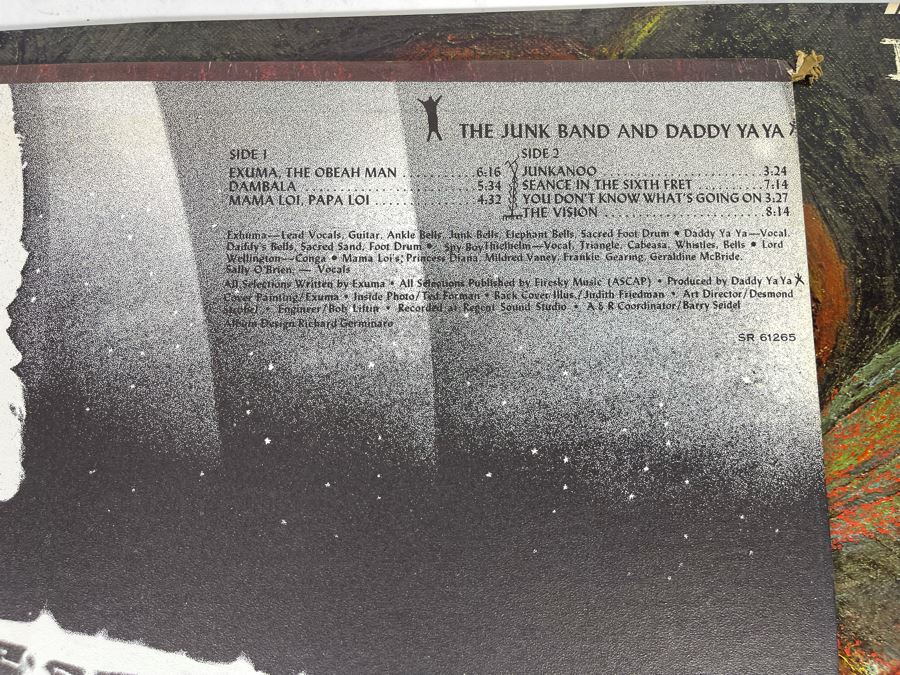 THE JUNK BAND AND DADDY YA YA
SIDE 1
EXUMA, THE OBEAH MAN .......... 6:16
DAMBALA .......... 5:34
MAMA LOI, PAPA LOI .......... 4:32
SIDE 2
JUNKANOO .......... 3:24
SEANCE IN THE SIXTH FRET .......... 7:14
YOU DON'T KNOW WHAT'S GOING ON 3:27
THE VISION .......... 8:14
Exhuma—Lead Vocals, Guitar, Ankle Bells, Junk Bells, Elephant Bells, Sacred Foot Drum • Daddy Ya Ya—Vocal,
Daddy's Bells, Sacred Sand, Foot Drum • Spy Boy Thielhelm—Vocal, Triangle, Cabeasa, Whistles, Bells • Lord
Wellington—Conga • Mama Loi's; Princess Diana, Mildred Vaney, Frankie Gearing, Geraldine McBride,
Sally O'Brien, — Vocals
All Selections Written by Exuma • All Selections Published by Firesky Music (ASCAP) • Produced by Daddy Ya Ya
Cover Painting/Exuma • Inside Photo/Ted Forman • Back Cover Illus./Judith Friedman • Art Director/Desmond
• Engineer/Bob Liftin • Recorded at Regent Sound Studio • A & R Coordinator/Barry Seidel
Album Design Richard Germinaro
SR 61265